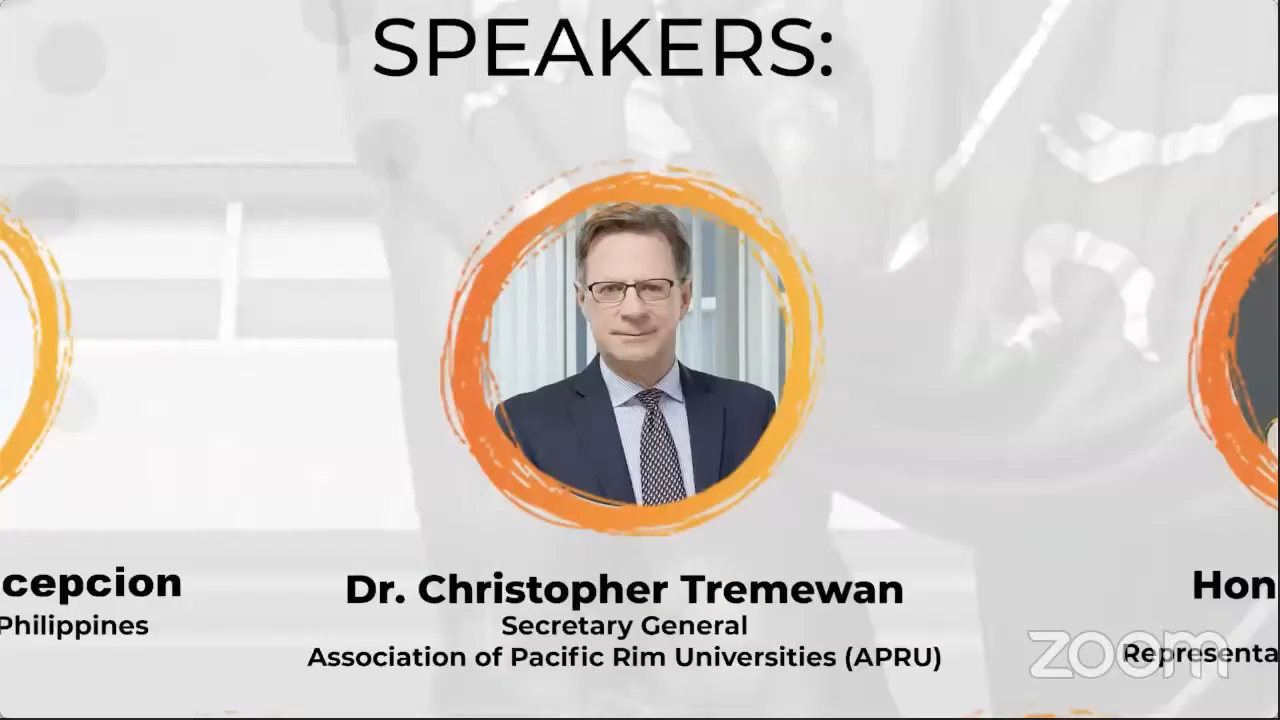 SPEAKERS:
cepcion
Philippines
Dr. Christopher Tremewan
Secretary General
Association of Pacific Rim Universities (APRU)
Hon
Representa
zoom